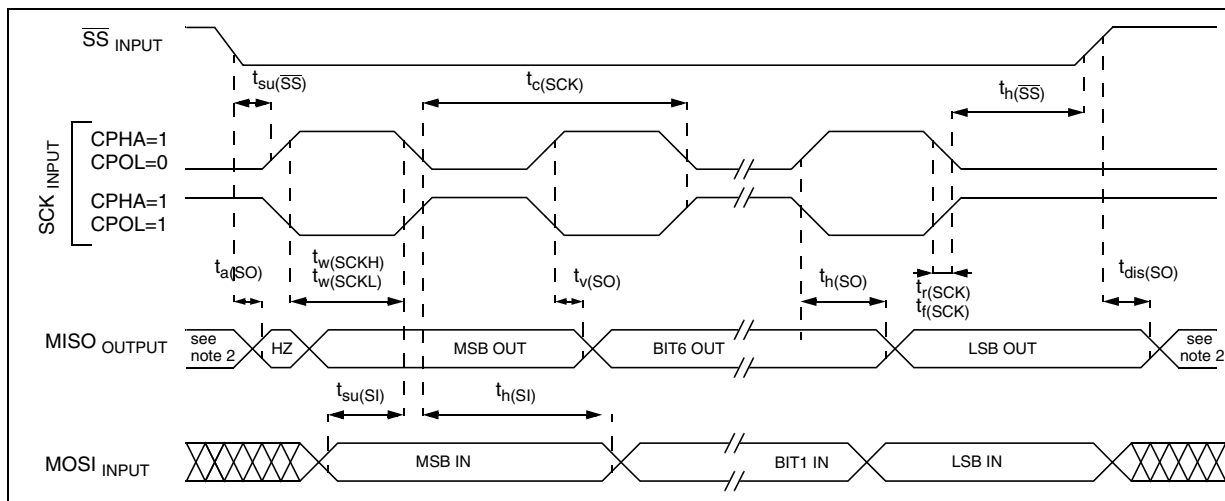 SS INPUT
tsu(SS)
tc(SCK)
th(SS)
SCK INPUT
CPHA=1
CPOL=0
CPHA=1
CPOL=1
ta(SO)
tw(SCKH)
tw(SCKL)
tv(SO)
th(SO)
tr(SCK)
tf(SCK)
tdis(SO)
MISO OUTPUT
see note 2
HZ
MSB OUT
BIT6 OUT
LSB OUT
see note 2
tsu(SI)
th(SI)
MOSI INPUT
MSB IN
BIT1 IN
LSB IN